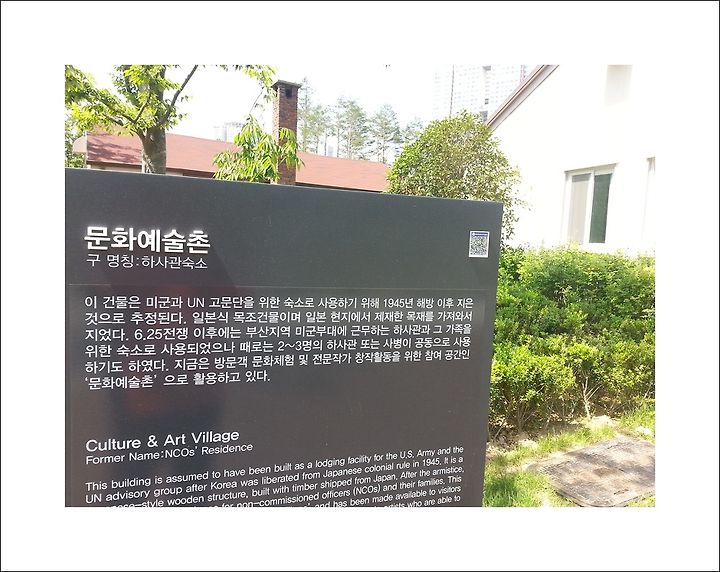 문화예술촌
구 명칭:하사관숙소
이 건물은 미군과 UN 고문단을 위한 숙소로 사용하기 위해 1945년 해방 이후 지은
것으로 추정된다. 일본식 목조건물이며 일본 현지에서 제재한 목재를 가져와서
지었다. 6.25전쟁 이후에는 부산지역 미군부대에 근무하는 하사관과 그 가족을
위한 숙소로 사용되었으나 때로는 2~3명의 하사관 또는 사병이 공동으로 사용
하기도 하였다. 지금은 방문객 문화체험 및 전문작가 창작활동을 위한 참여 공간인
‘문화예술촌’ 으로 활용하고 있다.
Culture & Art Village
Former Name:NCOs' Residence
This building is assumed to have been built as a lodging facility for the U.S. Army and the
UN advisory group after Korea was liberated from Japanese colonial rule in 1945. It is a
-style wooden structure, built with timber shipped from Japan. After the armistice,
for non-commissioned officers (NCOs) and their families. This
and has been made available to visitors
artists who are able to